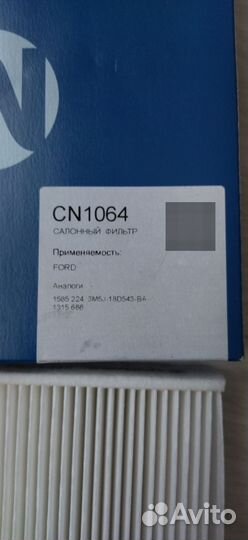 N
CN1064
САЛОННЫЙ ФИЛЬТР
Применяемость:
FORD
Аналоги
1585 224 3M5J-18D543-BA
1315 686
Avito